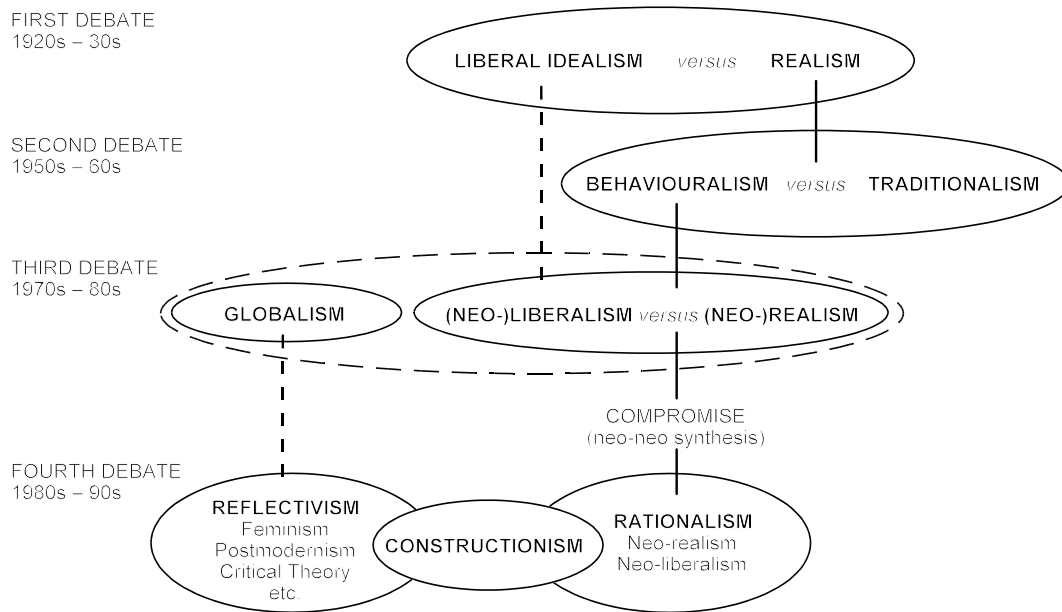 FIRST DEBATE
1920s – 30s
LIBERAL IDEALISM versus REALISM
SECOND DEBATE
1950s – 60s
BEHAVIOURALISM versus TRADITIONALISM
THIRD DEBATE
1970s – 80s
GLOBALISM
(NEO-)LIBERALISM versus (NEO-)REALISM
COMPROMISE
(neo-neo synthesis)
FOURTH DEBATE
1980s – 90s
REFLECTIVISM
Feminism
Postmodernism
Critical Theory
etc.
CONSTRUCTIONISM
RATIONALISM
Neo-realism
Neo-liberalism